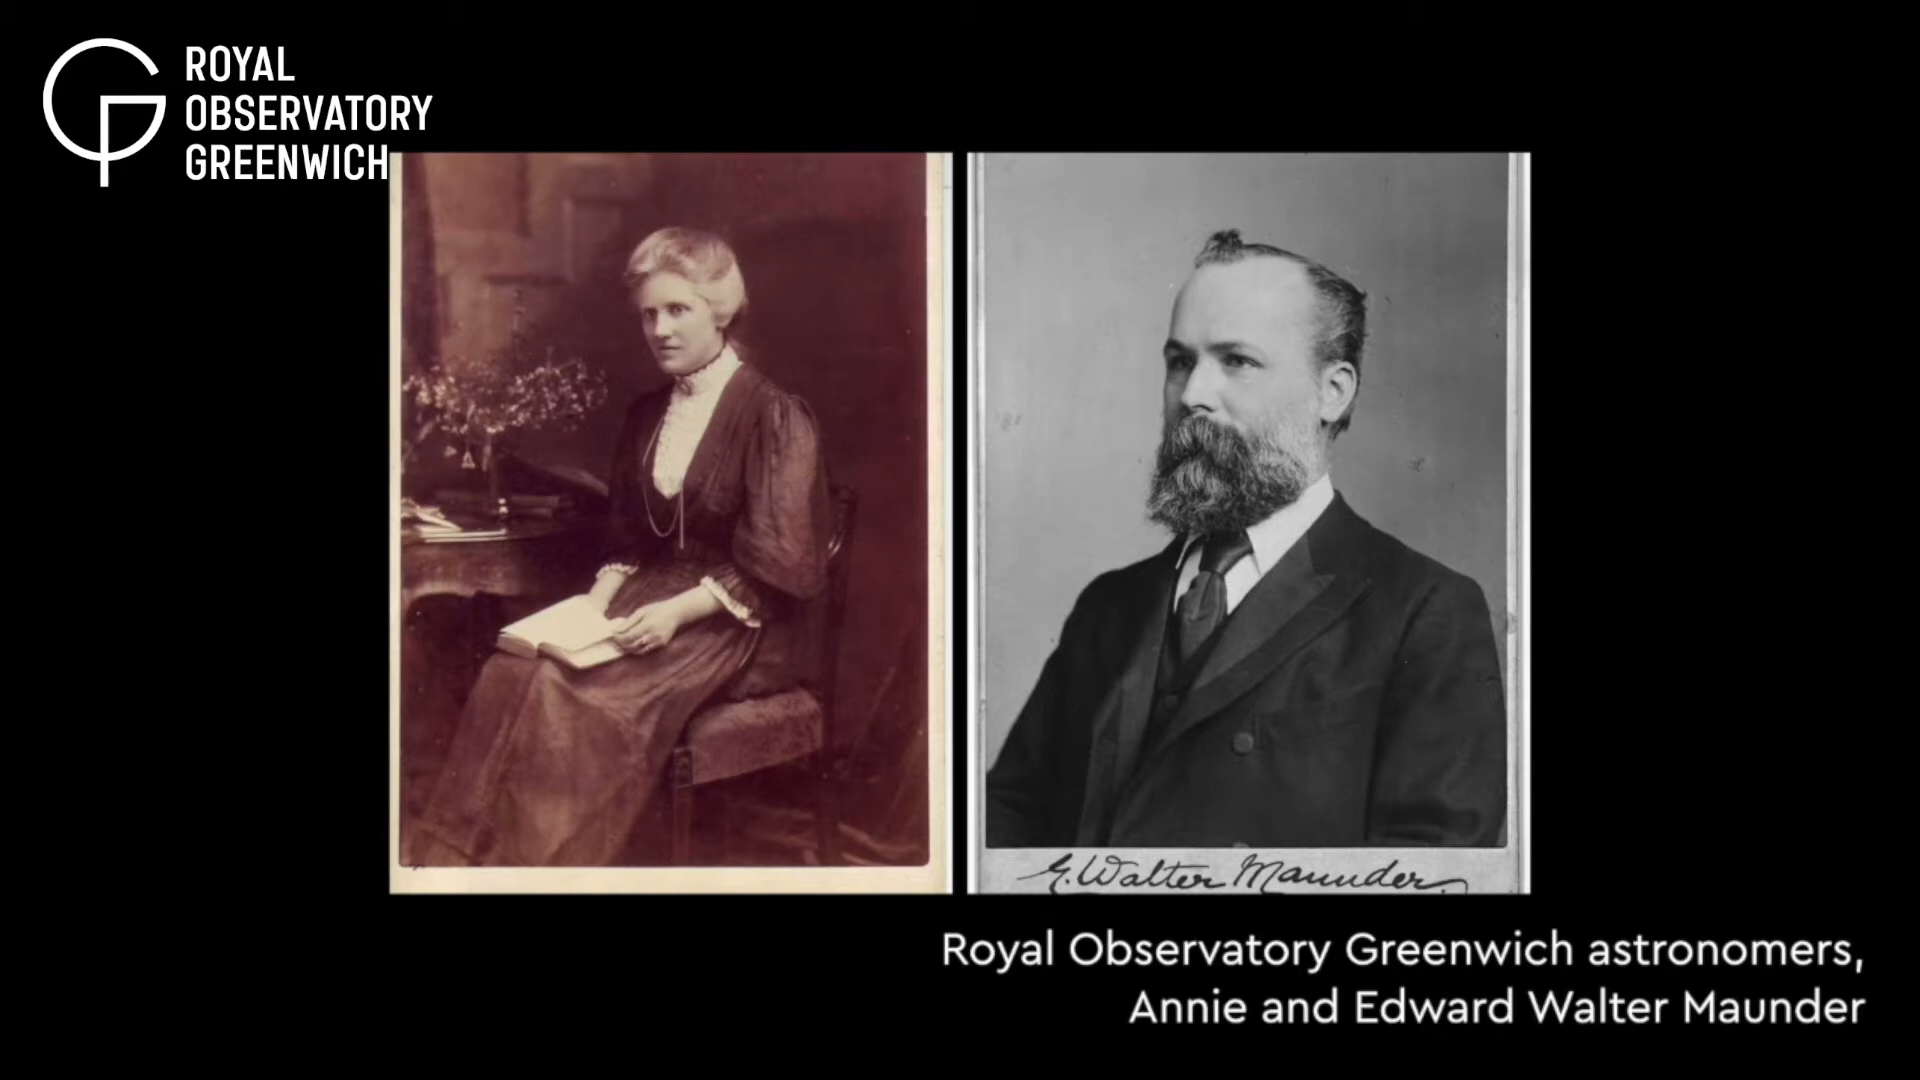 ROYAL
OBSERVATORY
GREENWICH
E. Walter Maunder.
Royal Observatory Greenwich astronomers,
Annie and Edward Walter Maunder